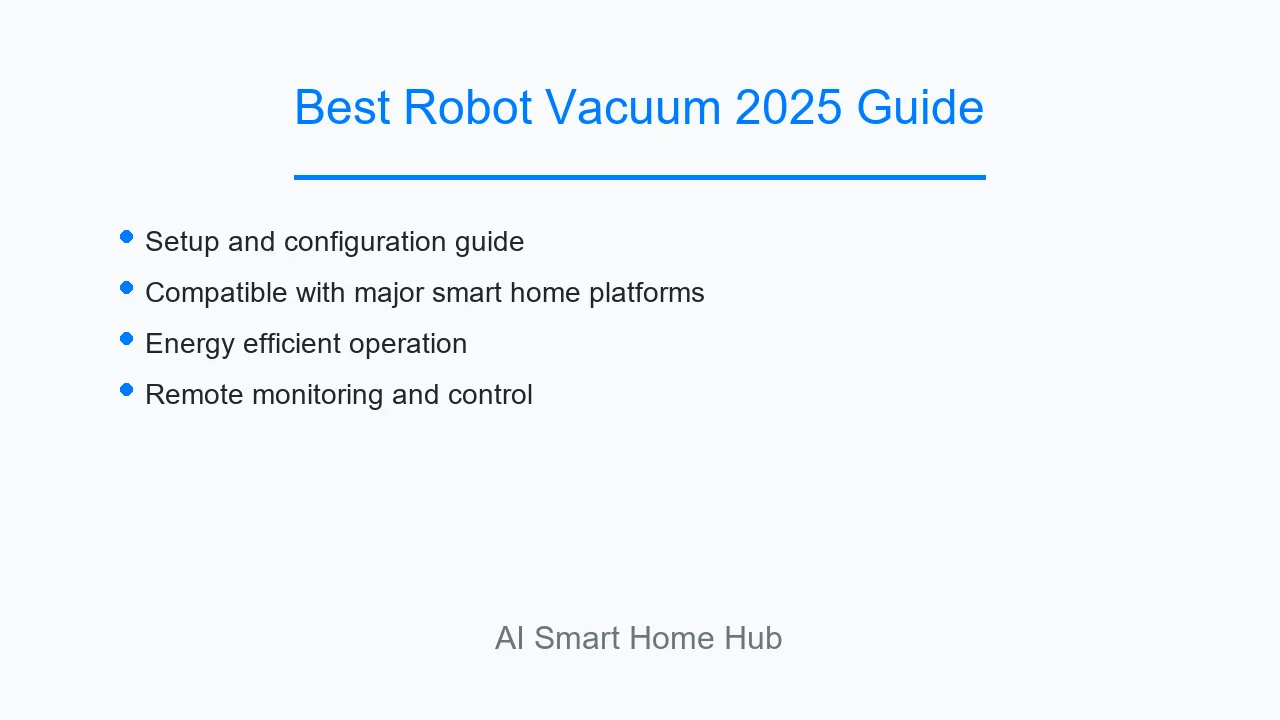 Best Robot Vacuum 2025 Guide
Setup and configuration guide
Compatible with major smart home platforms
Energy efficient operation
Remote monitoring and control
AI Smart Home Hub